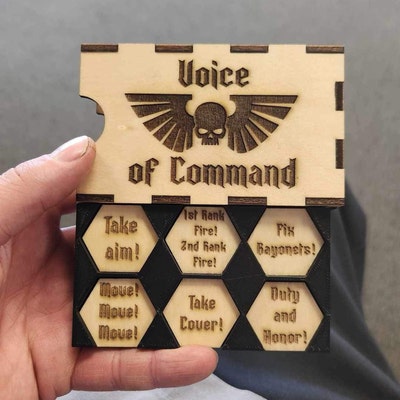 Voice
of Command
Take
aim!
1st Rank
Fire!
2nd Rank
Fire!
Fix
Bayonets!
Move!
Move!
Move!
Take
Cover!
Duty
and
Honor!